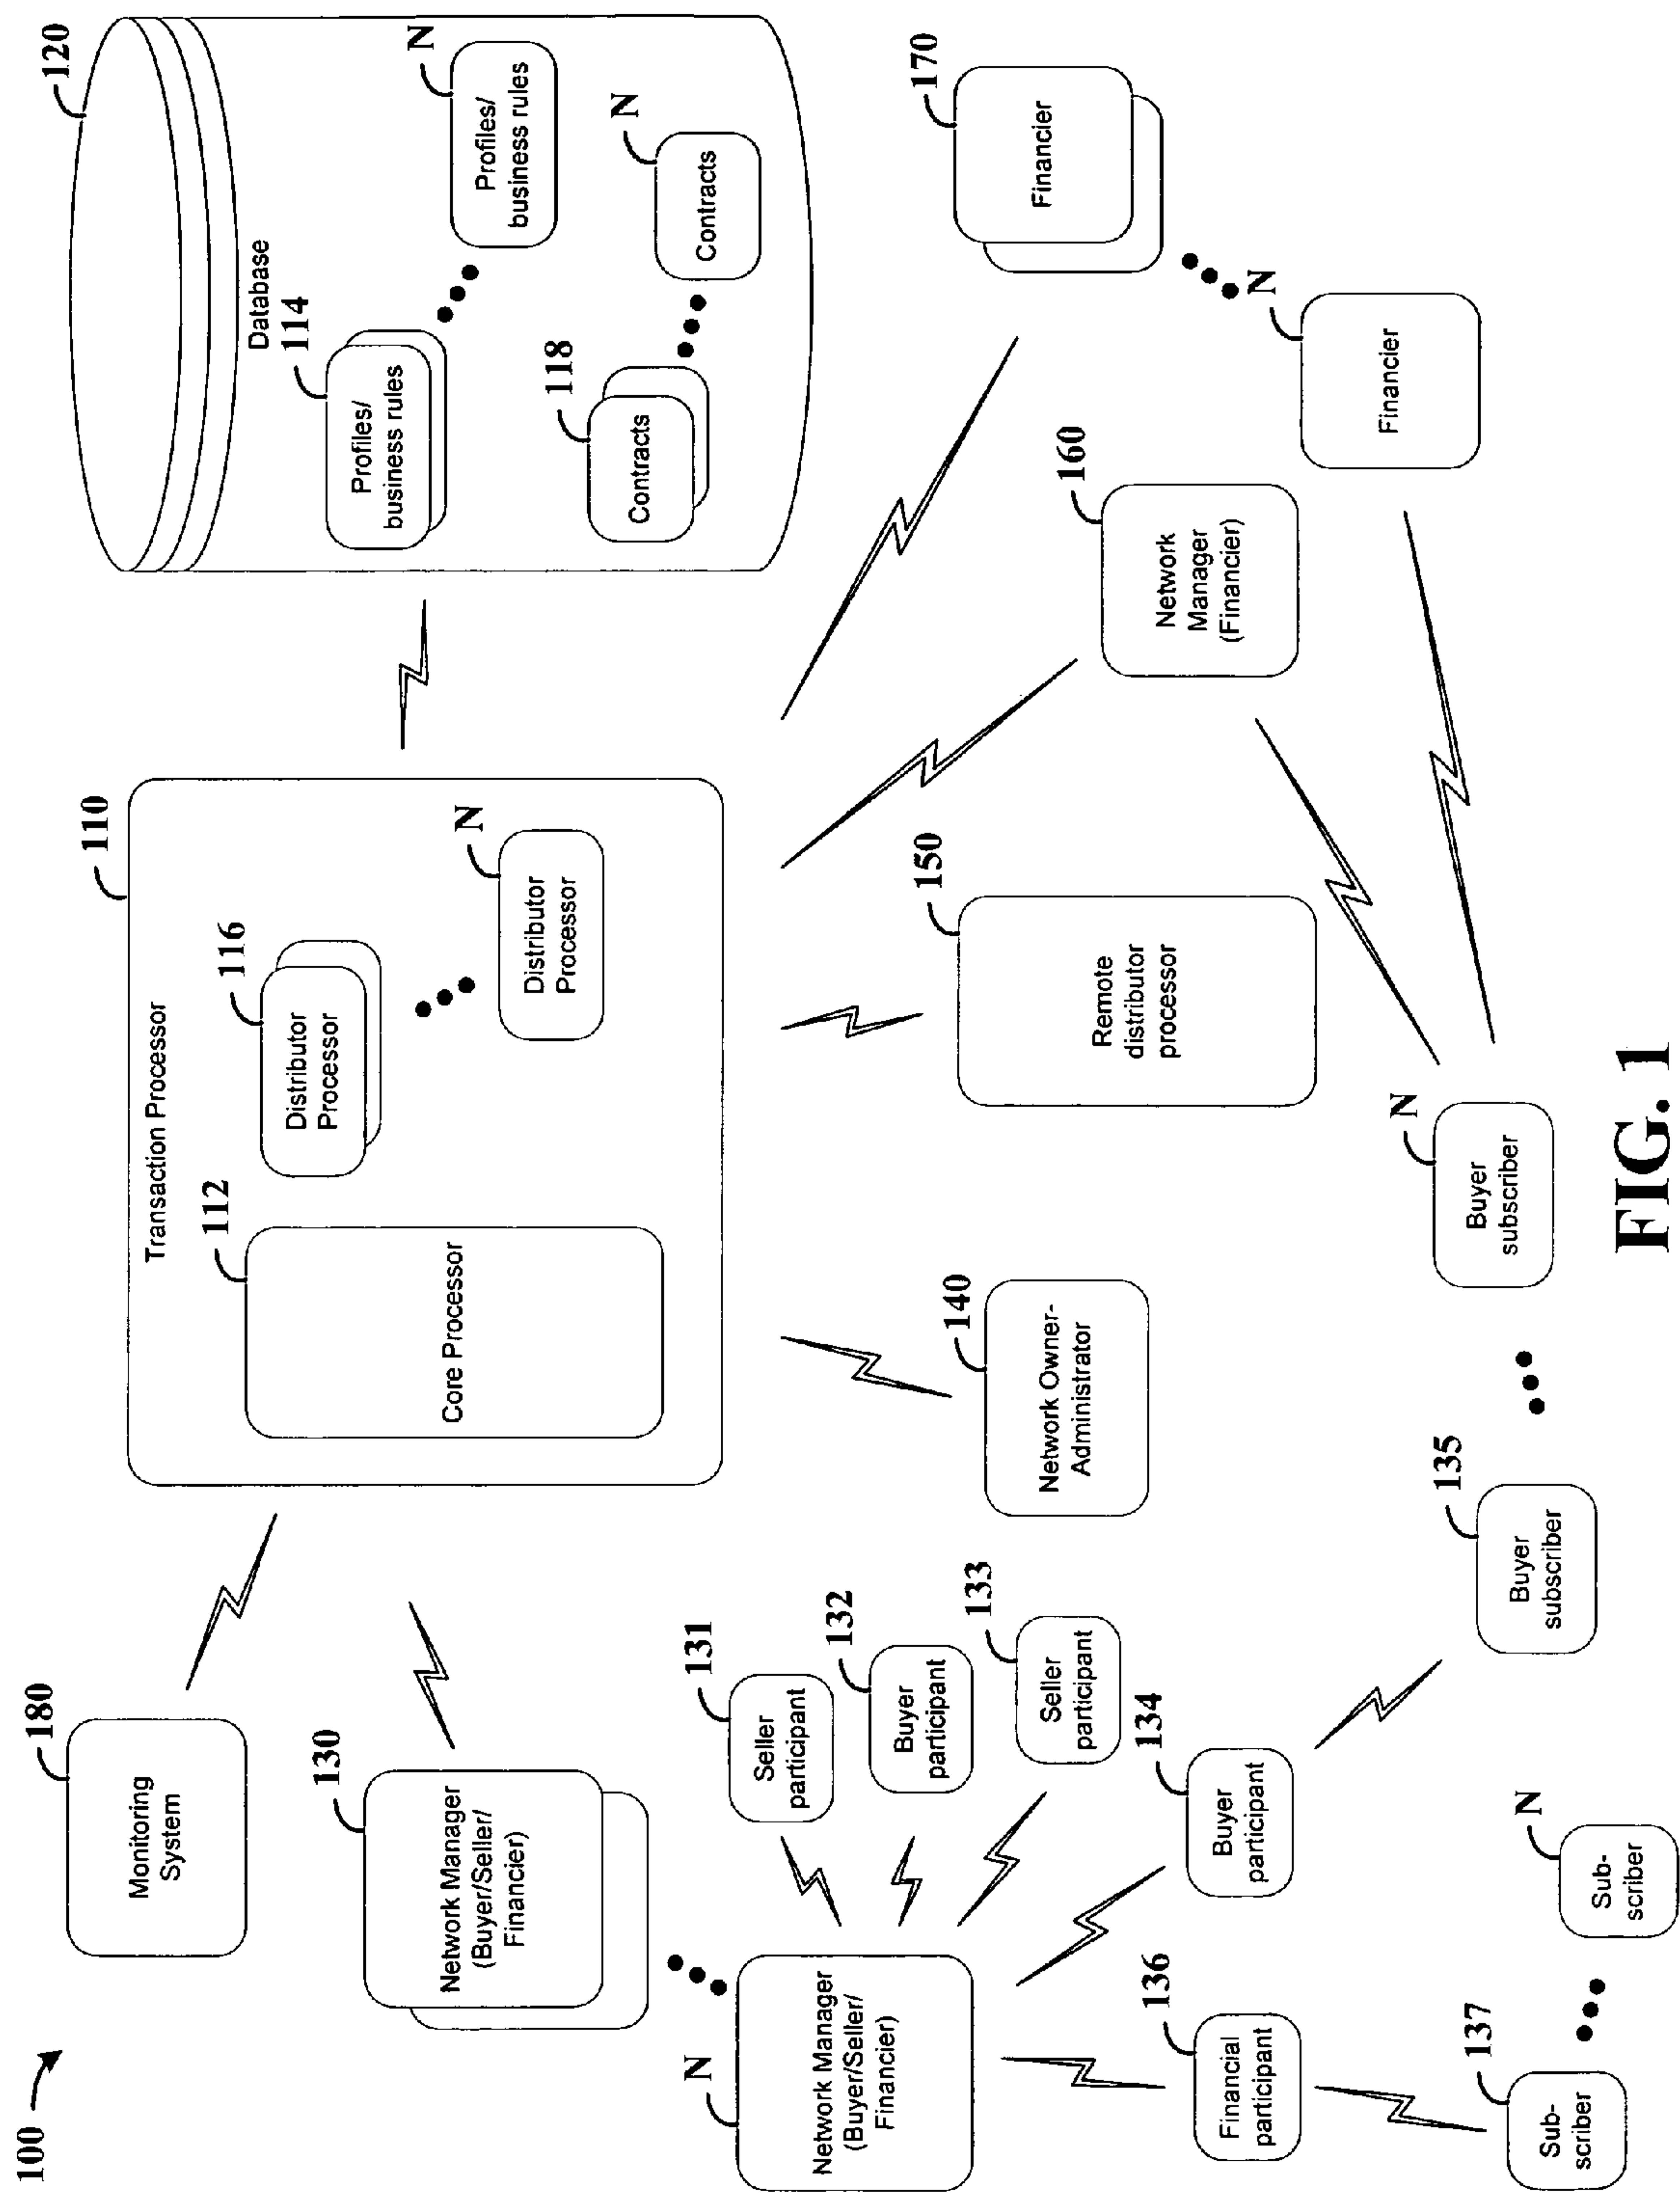 100
180
Monitoring
System
110
Transaction Processor
112
Core Processor
116
Distributor
Processor
N
Distributor
Processor
120
Database
114
Profiles/
business rules
N
Profiles/
business rules
118
Contracts
N
Contracts
130
Network Manager
(Buyer/Seller/
Financier)
N
Network Manager
(Buyer/Seller/
Financier)
131
Seller
participant
132
Buyer
participant
133
Seller
participant
134
Buyer
participant
136
Financial
participant
137
Sub-
scriber
N
Sub-
scriber
135
Buyer
subscriber
N
Buyer
subscriber
140
Network Owner-
Administrator
150
Remote
distributor
processor
160
Network
Manager
(Financier)
170
Financier
N
Financier
FIG. 1